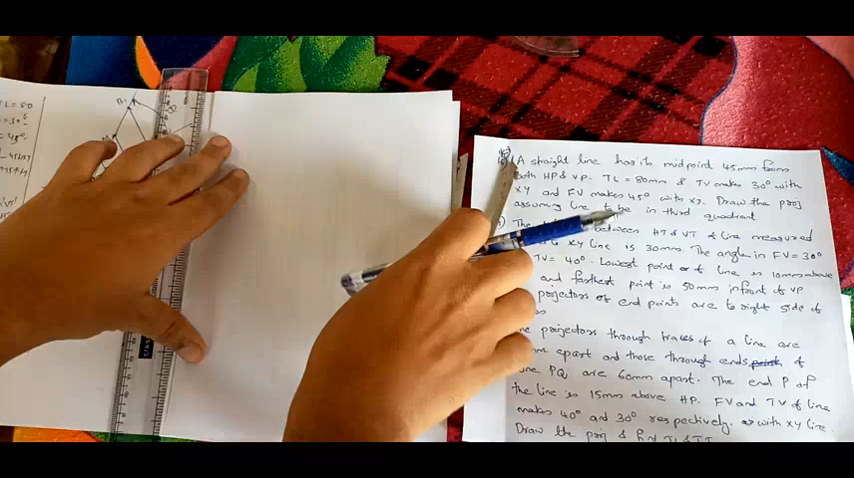 TL = 80
A straight line has its midpoint 45mm from
both HP & VP. TL = 80mm & TV makes 30° with
XY and FV makes 45° with XY. Draw the proj
assuming line to be in third quadrant
The between HT & VT of line measured
XY line is 30mm. The angles in FV = 30°
TV = 40°. Lowest point of line is 10mm above
and farthest point is 50mm infront of VP
projectors of end points are to right side of
projectors through traces of a line are
apart and those through ends of
PQ are 60mm apart. The end P of
the line is 15mm above HP. FV and TV of line
makes 40° and 30° respectively with XY line.
Draw the proj & find TL &